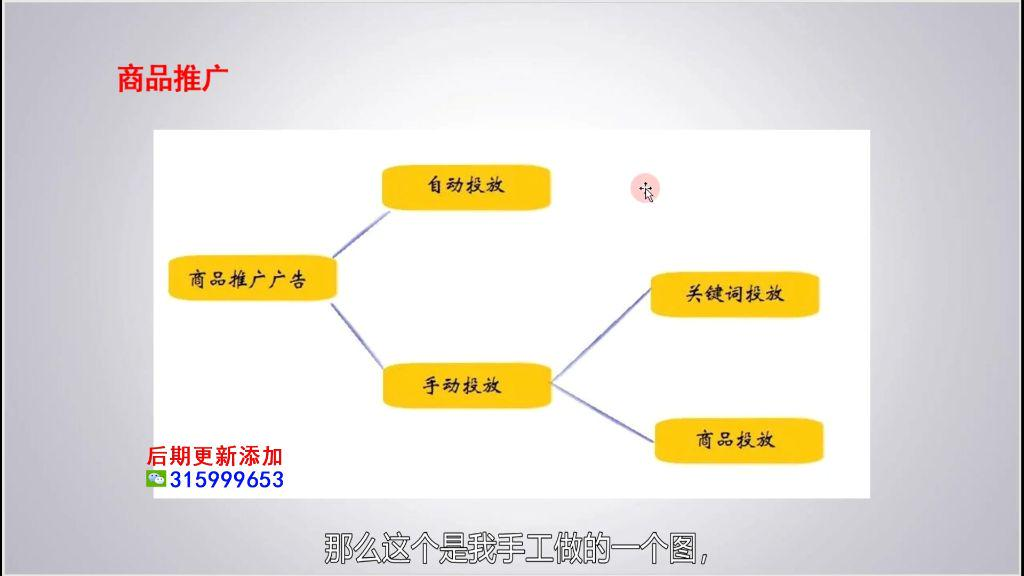 商品推广
自动投放
商品推广广告
关键词投放
手动投放
商品投放
后期更新添加
315999653
那么这个是我手工做的一个图，